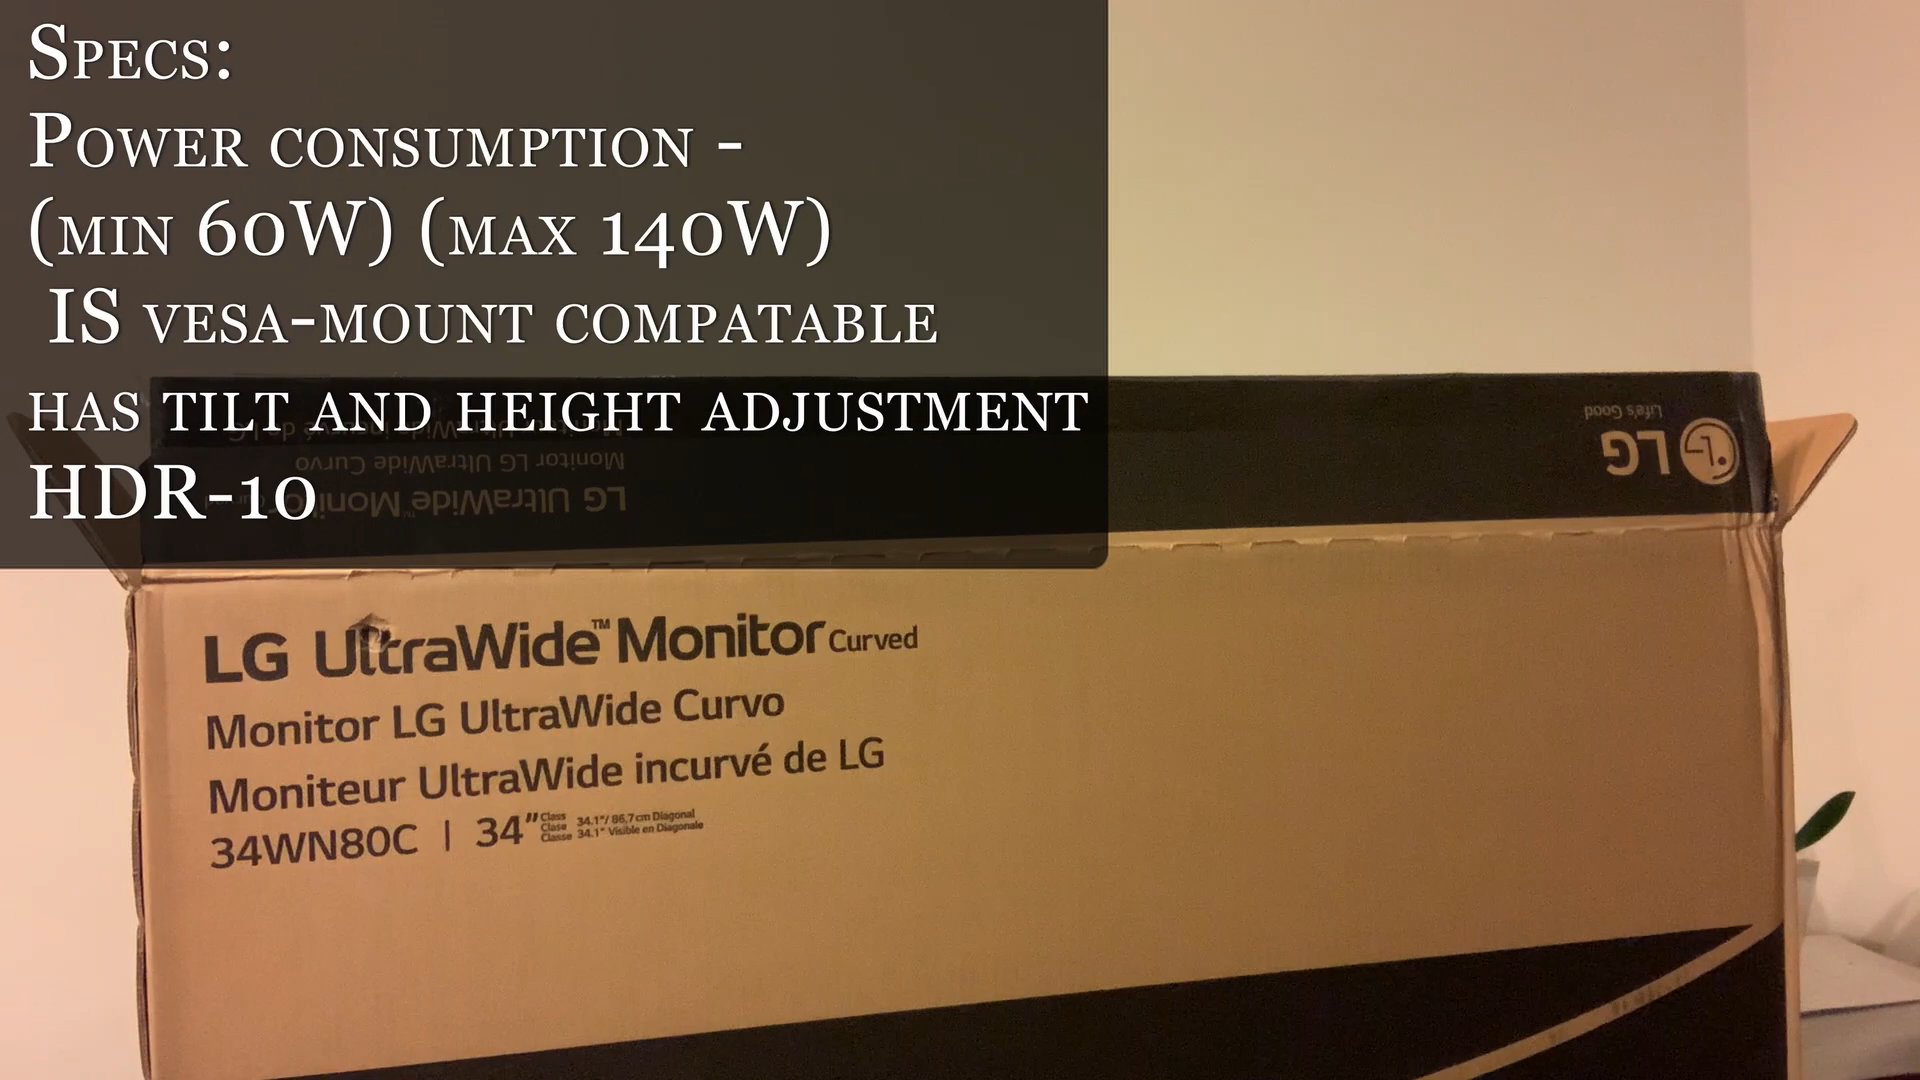 Specs:
Power consumption -
(min 60W) (max 140W)
IS vesa-mount compatable
has tilt and height adjustment
HDR-10
Life's Good
LG
Monitor LG UltraWide Curvo
LG UltraWide™ Monitor
LG UltraWide™ Monitor Curved
Monitor LG UltraWide Curvo
Moniteur UltraWide incurvé de LG
34WN80C | 34" Class Clase Classe
34.1"/ 86,7cm Diagonal
34.1" Visible en Diagonale